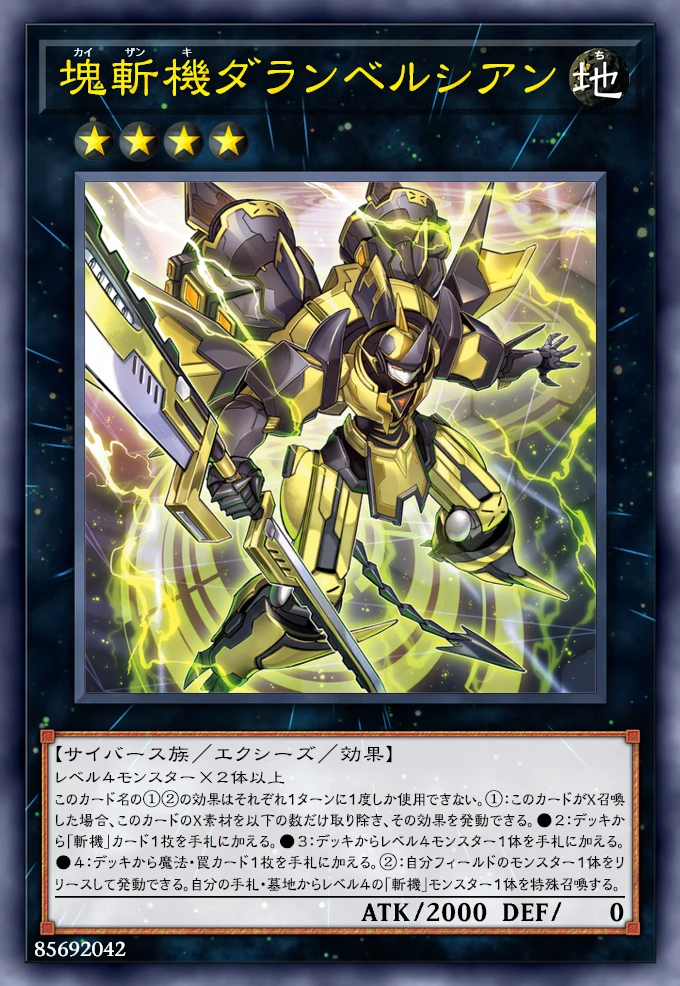 カイ ザン キ
塊斬機ダランベルシアン
ち
地
【サイバース族／エクシーズ／効果】
レベル４モンスター×２体以上
このカード名の①②の効果はそれぞれ1ターンに1度しか使用できない。①：このカードがX召喚
した場合、このカードのX素材を以下の数だけ取り除き、その効果を発動できる。●２：デッキか
ら「斬機」カード1枚を手札に加える。●３：デッキからレベル４モンスター1体を手札に加える。
●４：デッキから魔法・罠カード1枚を手札に加える。②：自分フィールドのモンスター1体をリ
リースして発動できる。自分の手札・墓地からレベル４の「斬機」モンスター1体を特殊召喚する。
ATK/2000 DEF/ 0
85692042